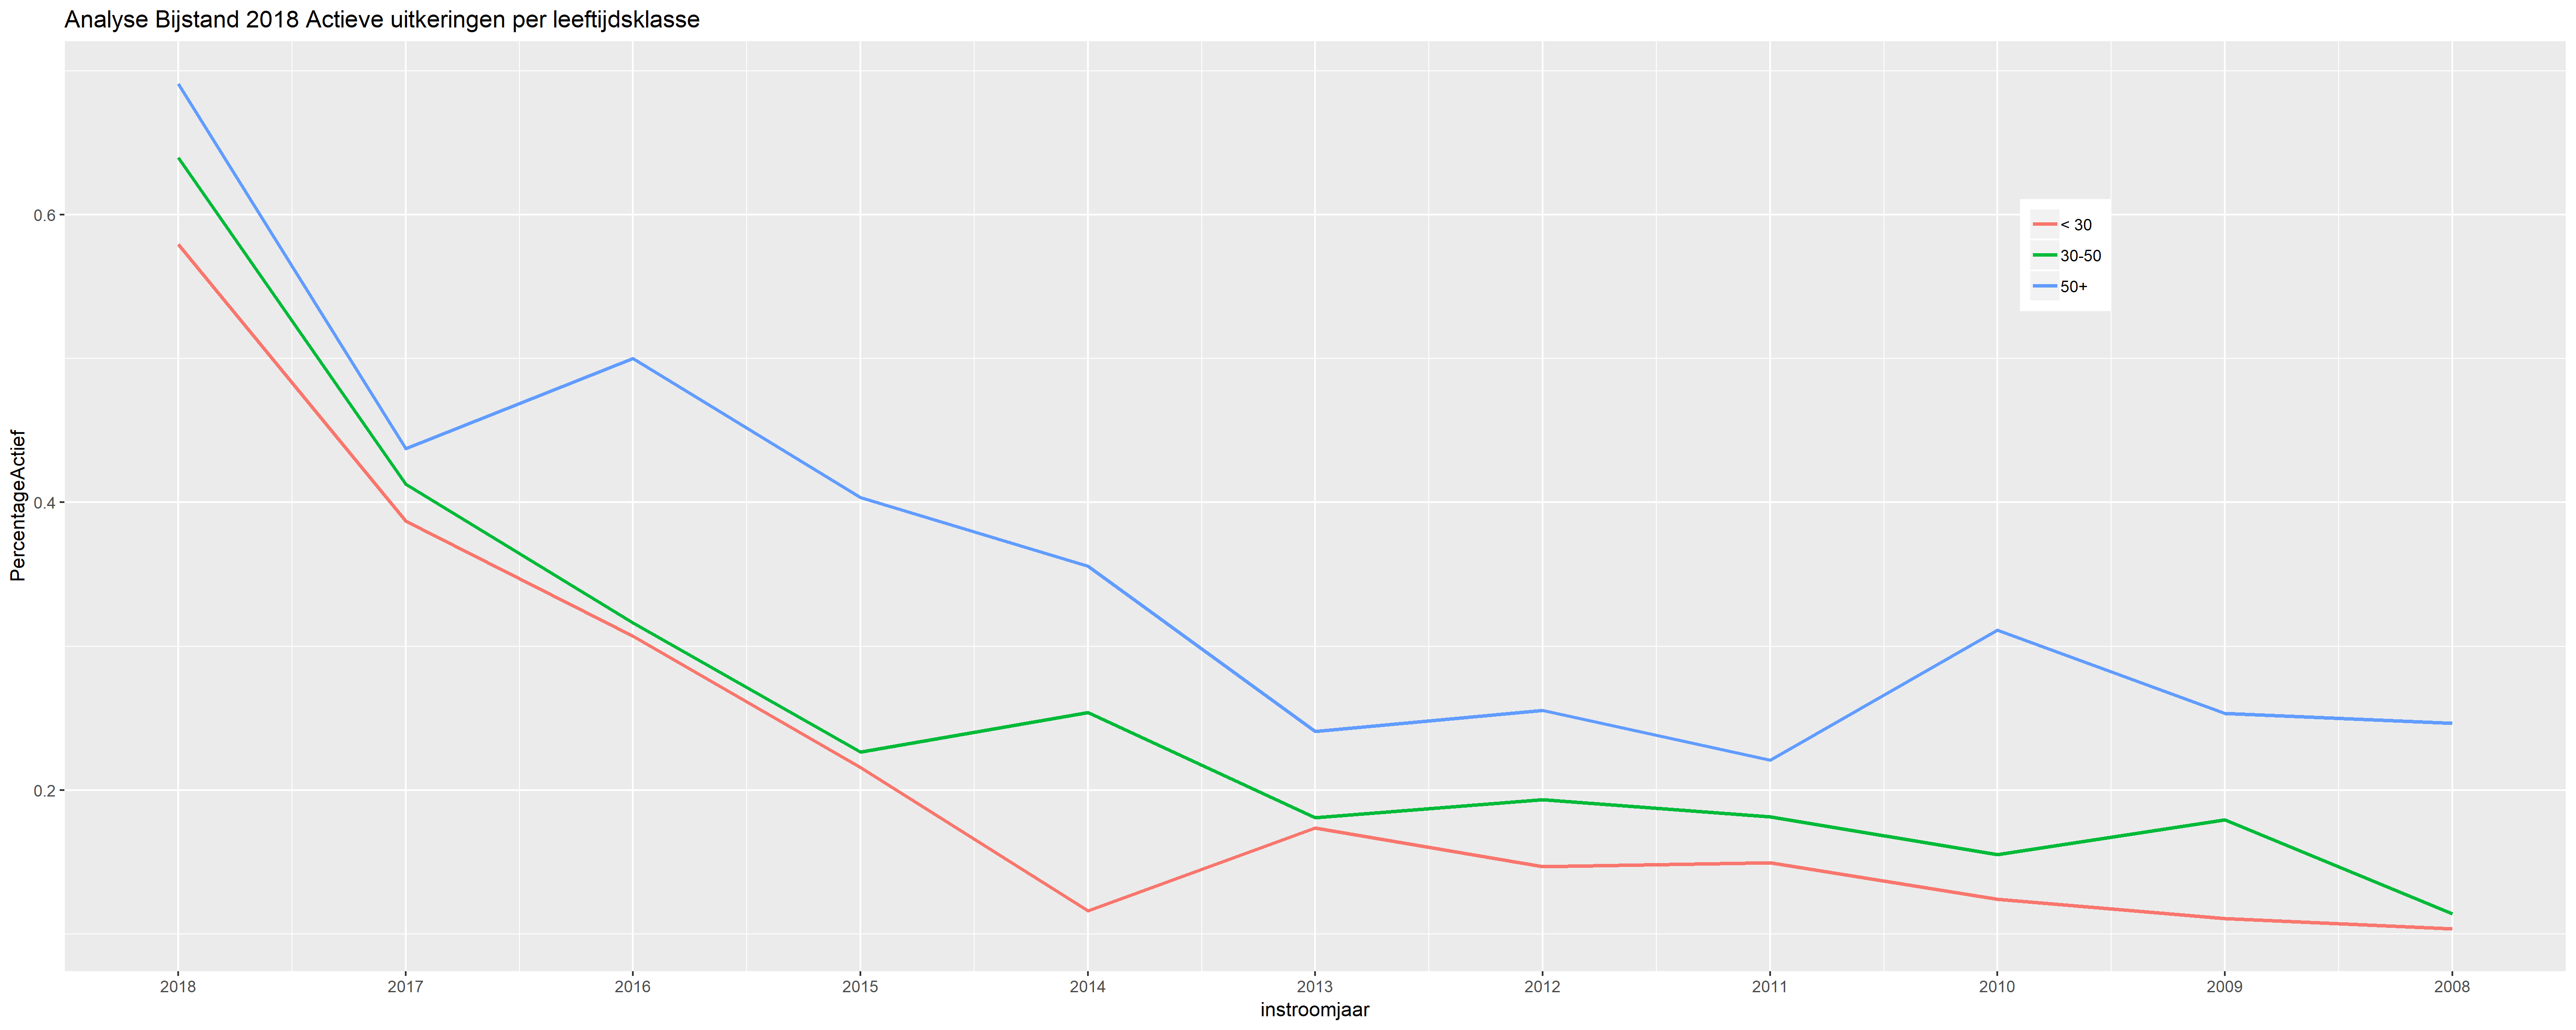 Analyse Bijstand 2018 Actieve uitkeringen per leeftijdsklasse
PercentageActief
0.6
0.4
0.2
< 30
30-50
50+
2018 2017 2016 2015 2014 2013 2012 2011 2010 2009 2008
instroomjaar